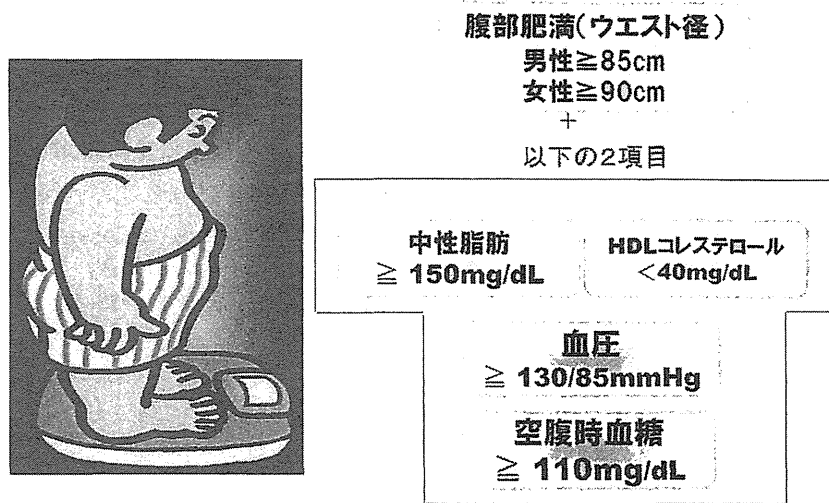 腹部肥満(ウエスト径)
男性≧85cm
女性≧90cm
+
以下の2項目
中性脂肪
≧ 150mg/dL
HDLコレステロール
<40mg/dL
血圧
≧ 130/85mmHg
空腹時血糖
≧ 110mg/dL